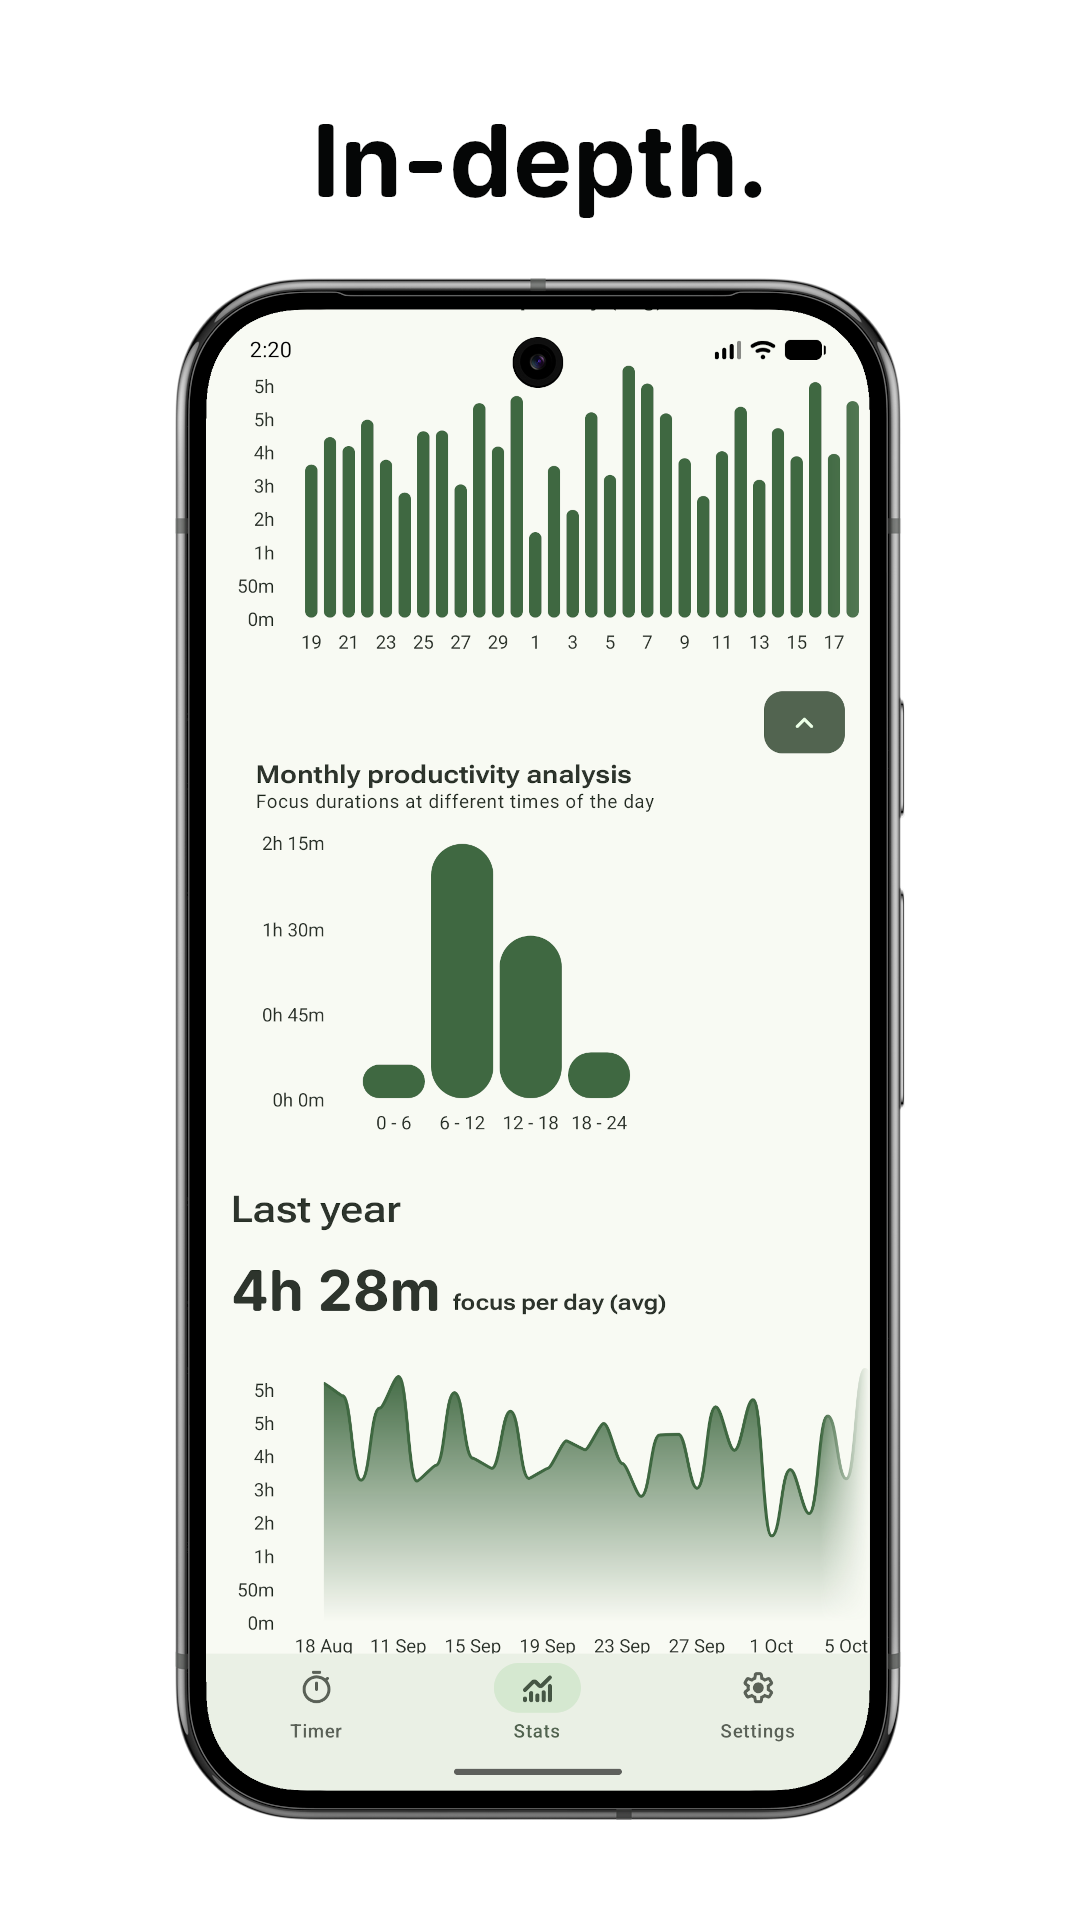 In-depth.
2:20
5h
5h
4h
3h
2h
1h
50m
0m
19 21 23 25 27 29 1 3 5 7 9 11 13 15 17
Monthly productivity analysis
Focus durations at different times of the day
2h 15m
1h 30m
0h 45m
0h 0m
0 - 6 6 - 12 12 - 18 18 - 24
Last year
4h 28m focus per day (avg)
5h
5h
4h
3h
2h
1h
50m
0m
18 Aug 11 Sep 15 Sep 19 Sep 23 Sep 27 Sep 1 Oct 5 Oct
Timer Stats Settings